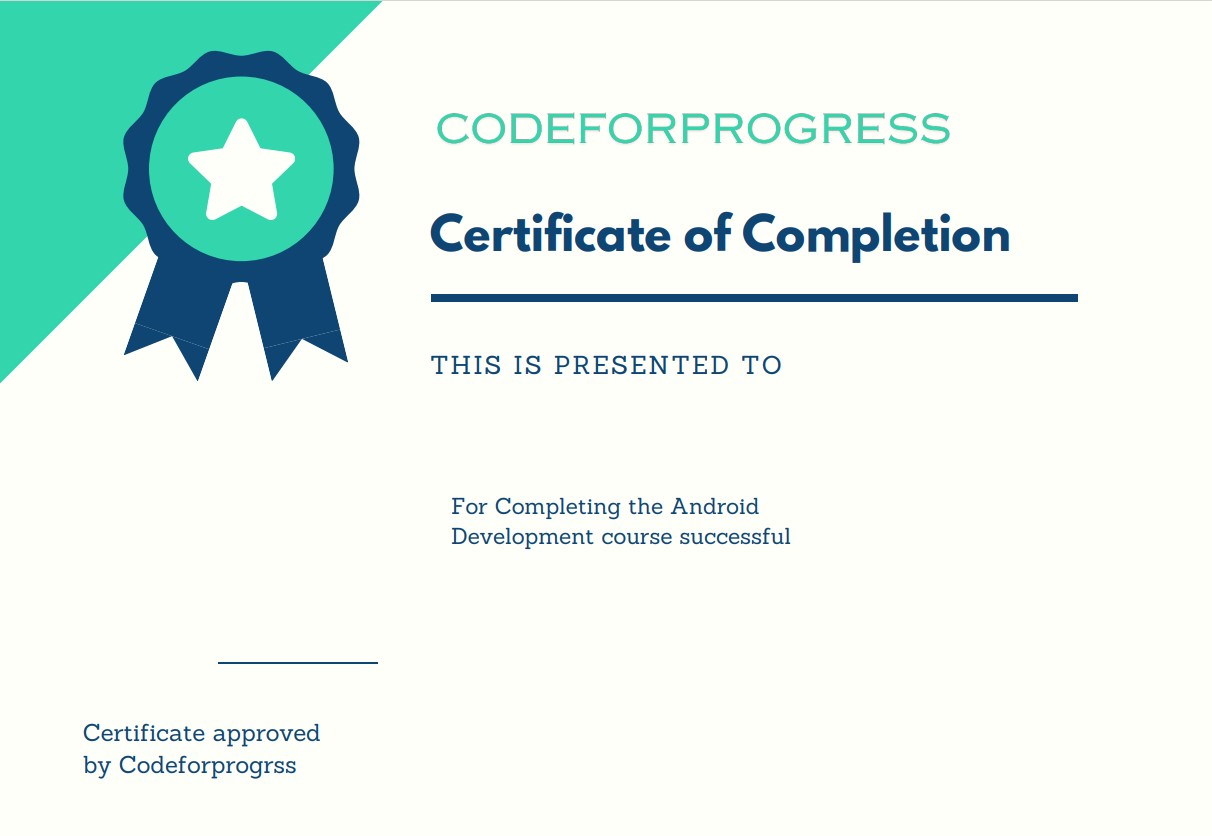 CODEFORPROGRESS
Certificate of Completion
THIS IS PRESENTED TO
For Completing the Android
Development course successful
Certificate approved
by Codeforprogrss